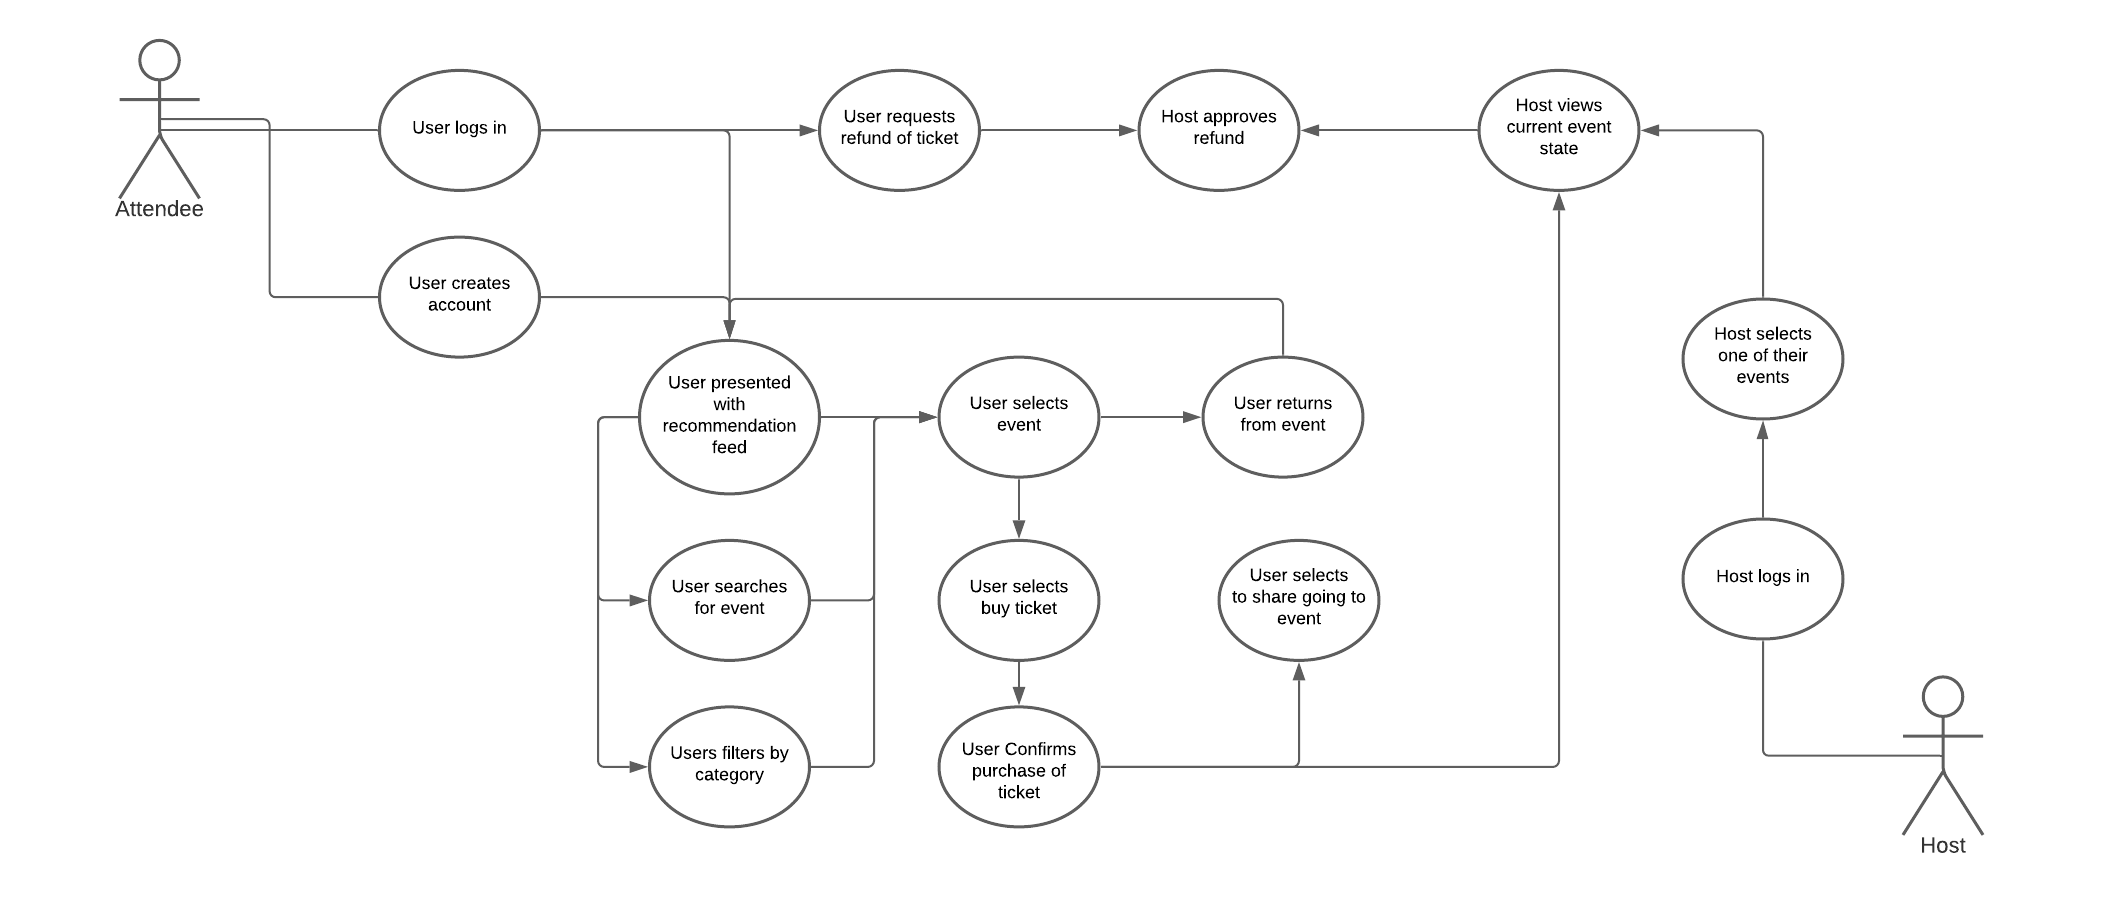 Attendee
User logs in
User requests
refund of ticket
Host approves
refund
Host views
current event
state
User creates
account
Host selects
one of their
events
User presented
with
recommendation
feed
User selects
event
User returns
from event
User searches
for event
User selects
buy ticket
User selects
to share going to
event
Host logs in
Users filters by
category
User Confirms
purchase of
ticket
Host